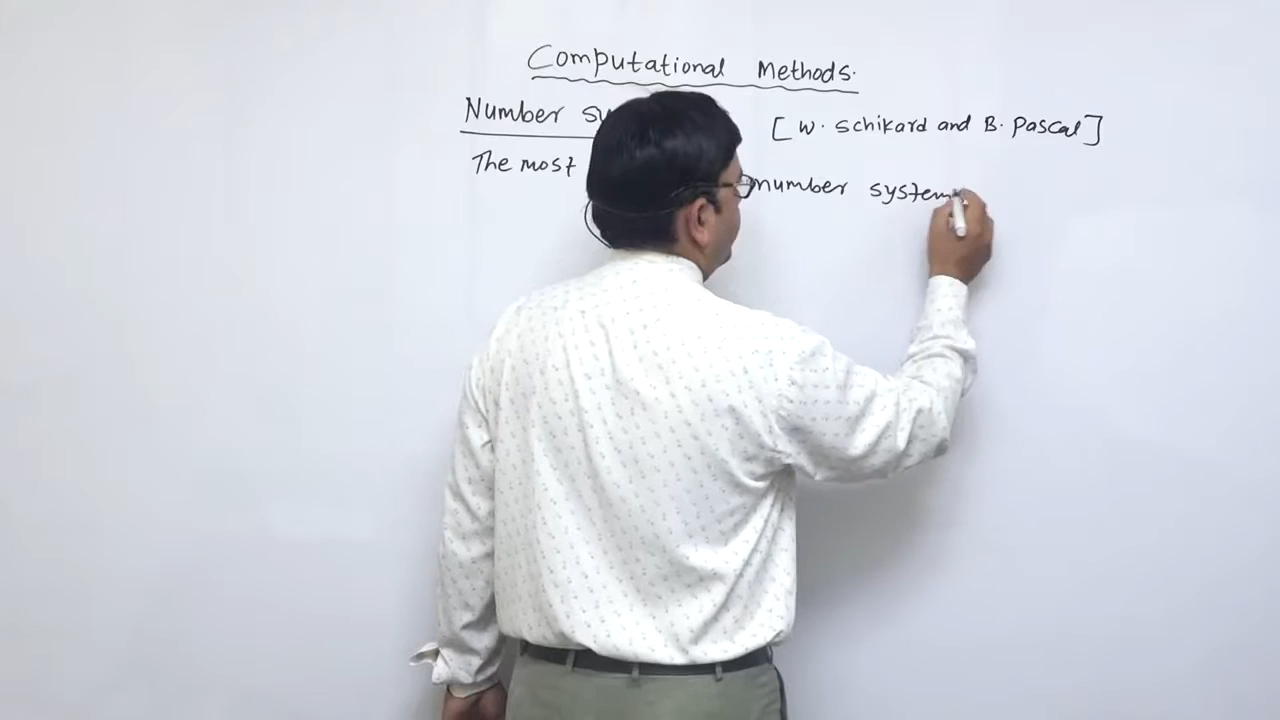 Computational Methods.
Number
[W. Schikard and B. Pascal]
The most number system